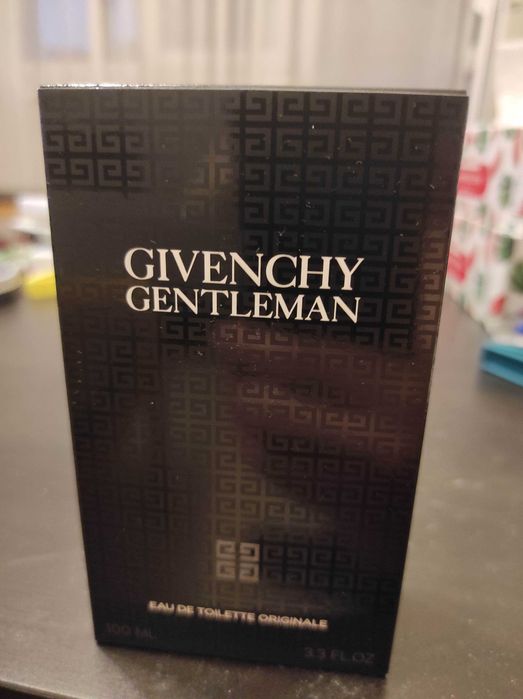 GIVENCHY
GENTLEMAN
EAU DE TOILETTE ORIGINALE
100 ML
3.3 FL.OZ